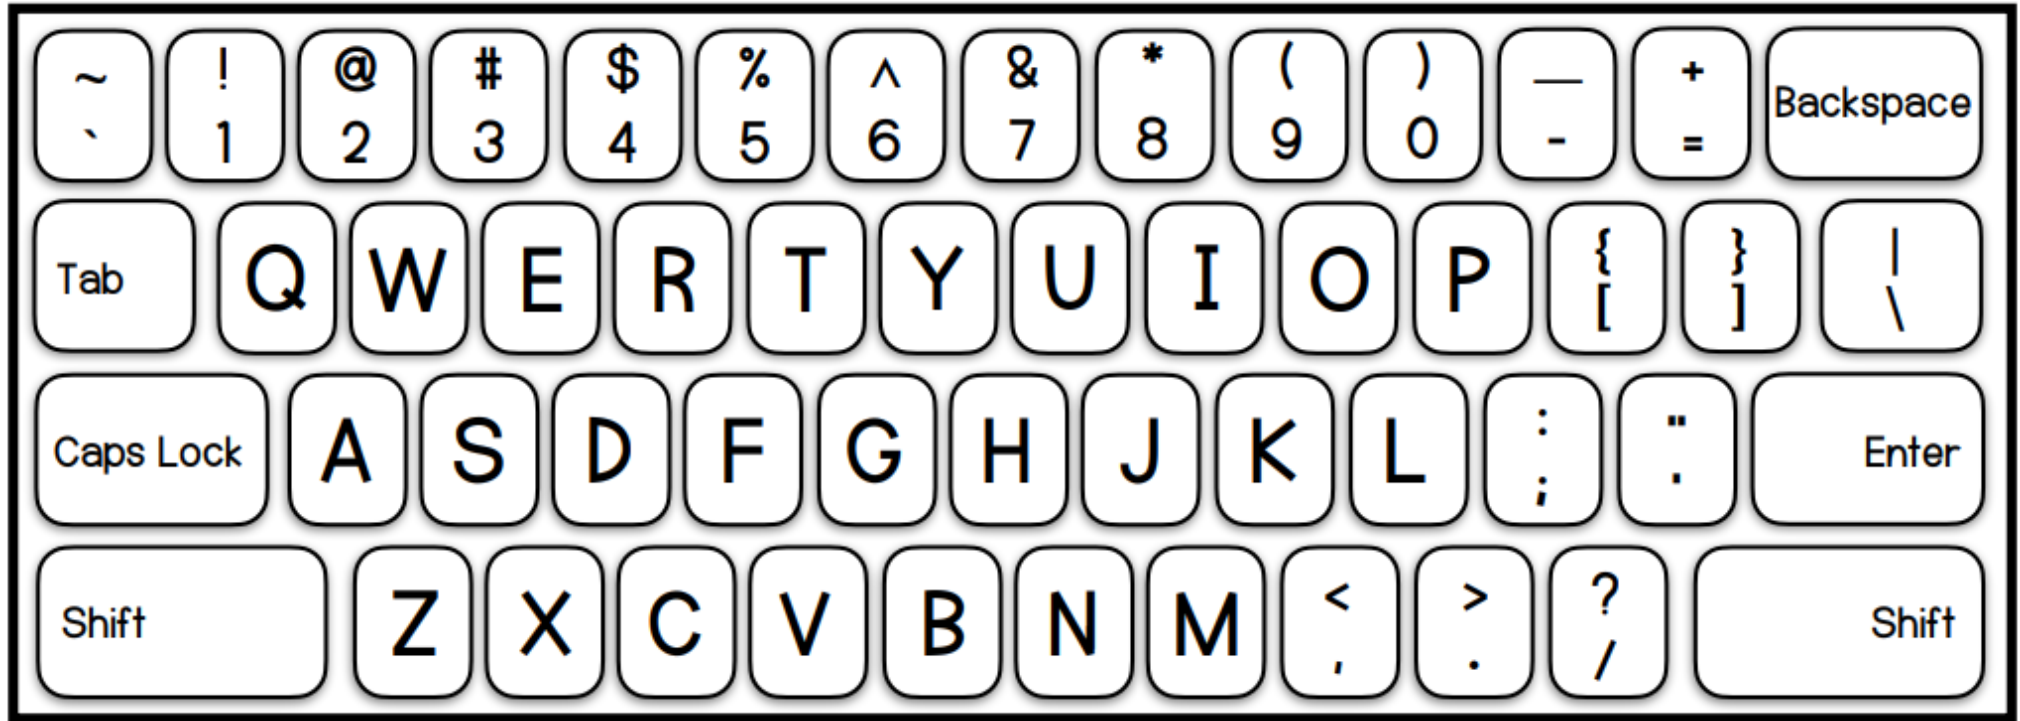 ~ ! @ # $ % ^ & * ( ) _ +
` 1 2 3 4 5 6 7 8 9 0 - = Backspace
{ } |
Tab Q W E R T Y U I O P [ ] \
: "
Caps Lock A S D F G H J K L ; ' Enter
< > ?
Shift Z X C V B N M , . / Shift